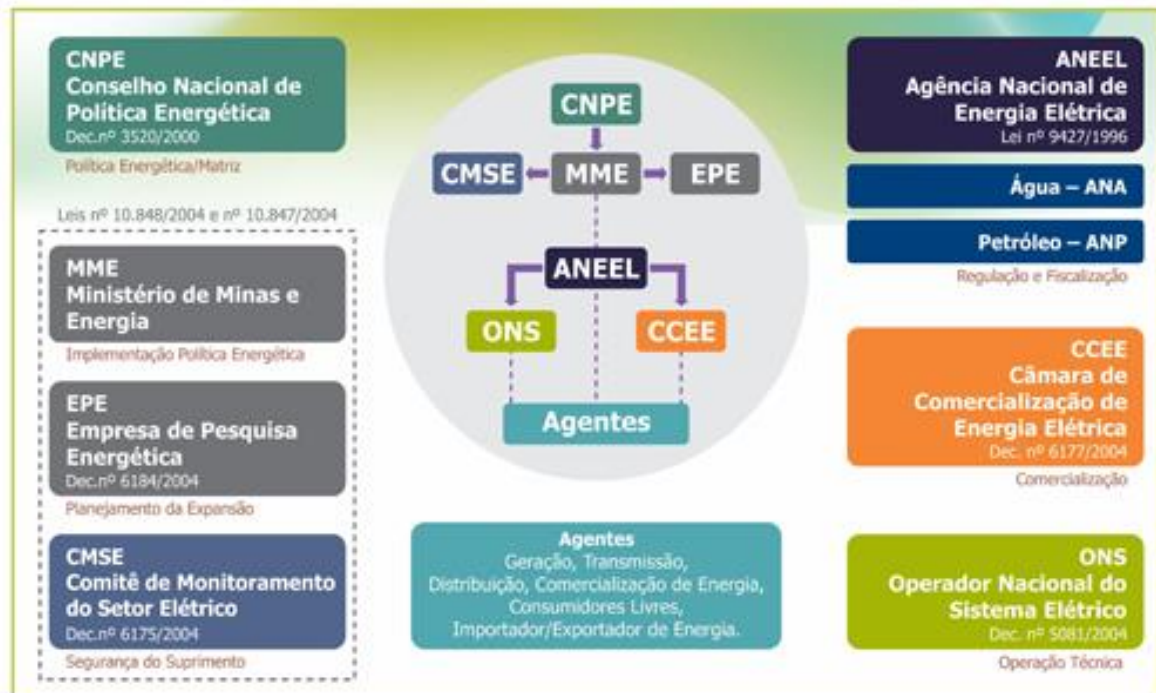 CNPE
Conselho Nacional de
Política Energética
Dec.nº 3520/2000
Política Energética/Matriz
Leis nº 10.848/2004 e nº 10.847/2004
MME
Ministério de Minas e
Energia
Implementação Política Energética
EPE
Empresa de Pesquisa
Energética
Dec.nº 6184/2004
Planejamento da Expansão
CMSE
Comitê de Monitoramento
do Setor Elétrico
Dec.nº 6175/2004
Segurança do Suprimento
CNPE
CMSE
MME
EPE
ANEEL
ONS
CCEE
Agentes
Agentes
Geração, Transmissão,
Distribuição, Comercialização de Energia,
Consumidores Livres,
Importador/Exportador de Energia.
ANEEL
Agência Nacional de
Energia Elétrica
Lei nº 9427/1996
Água – ANA
Petróleo – ANP
Regulação e Fiscalização
CCEE
Câmara de
Comercialização de
Energia Elétrica
Dec. nº 6177/2004
Comercialização
ONS
Operador Nacional do
Sistema Elétrico
Dec. nº 5081/2004
Operação Técnica